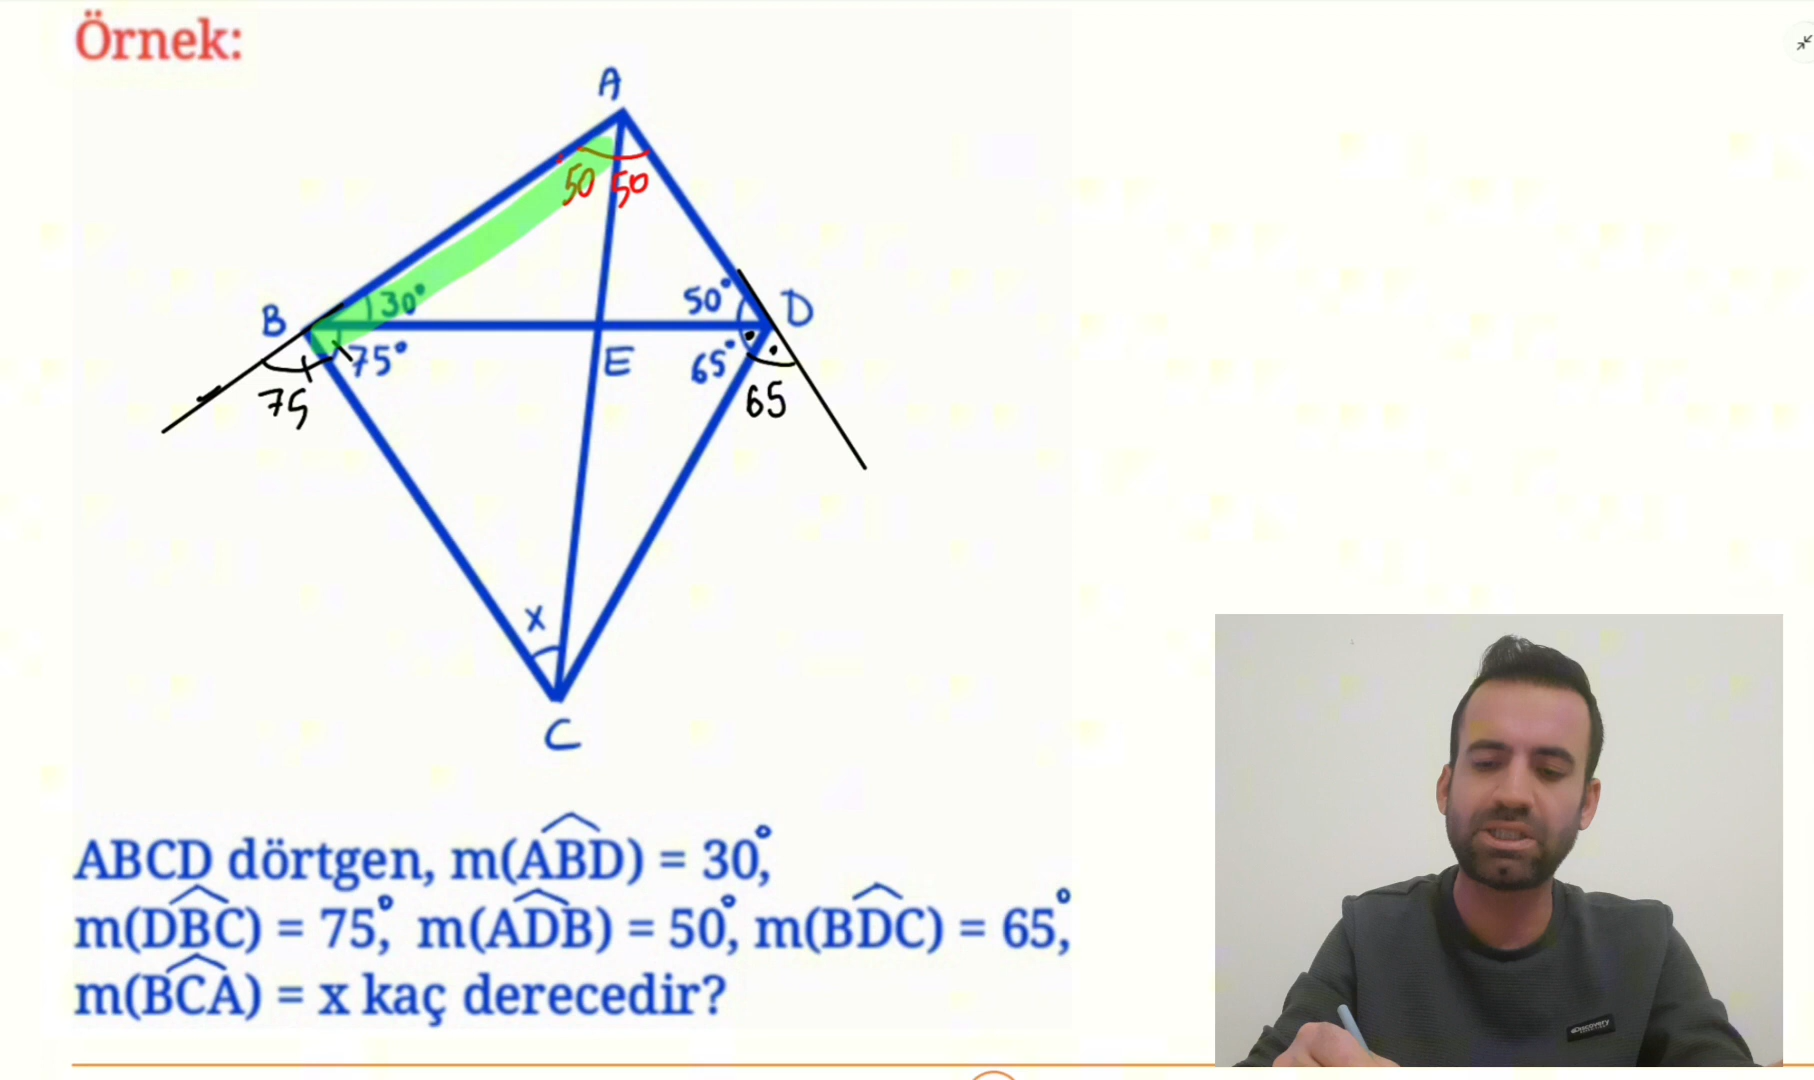 Örnek:
A
50 50
B 30° 50° D
75° E 65°
75 65
x
C
ABCD dörtgen, m(ABD) = 30°,
m(DBC) = 75°, m(ADB) = 50°, m(BDC) = 65°,
m(BCA) = x kaç derecedir?
Discovery